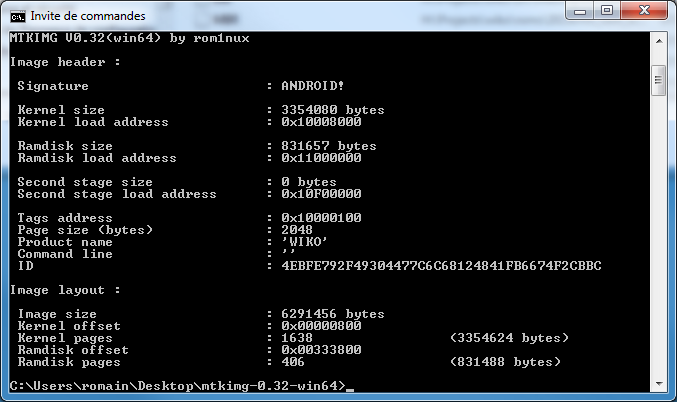 Invite de commandes
MTKIMG V0.32(win64) by rom1nux
Image header :
Signature : ANDROID!
Kernel size : 3354080 bytes
Kernel load address : 0x10008000
Ramdisk size : 831657 bytes
Ramdisk load address : 0x11000000
Second stage size : 0 bytes
Second stage load address : 0x10F00000
Tags address : 0x10000100
Page size (bytes) : 2048
Product name : 'WIKO'
Command line : ''
ID : 4EBFE792F49304477C6C68124841FB6674F2CBBC
Image layout :
Image size : 6291456 bytes
Kernel offset : 0x00000800
Kernel pages : 1638 (3354624 bytes)
Ramdisk offset : 0x00333800
Ramdisk pages : 406 (831488 bytes)
C:\Users\romain\Desktop\mtkimg-0.32-win64>_